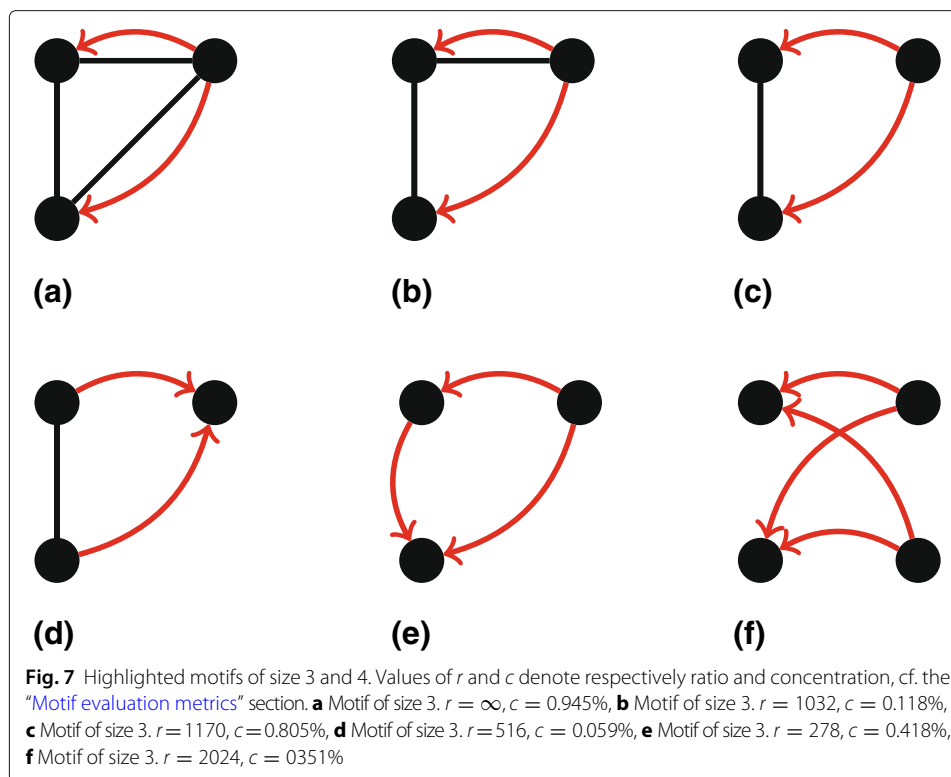 (a) (b) (c)
(d) (e) (f)
Fig. 7 Highlighted motifs of size 3 and 4. Values of r and c denote respectively ratio and concentration, cf. the
“Motif evaluation metrics” section. a Motif of size 3. r = ∞, c = 0.945%, b Motif of size 3. r = 1032, c = 0.118%,
c Motif of size 3. r = 1170, c = 0.805%, d Motif of size 3. r = 516, c = 0.059%, e Motif of size 3. r = 278, c = 0.418%,
f Motif of size 3. r = 2024, c = 0351%